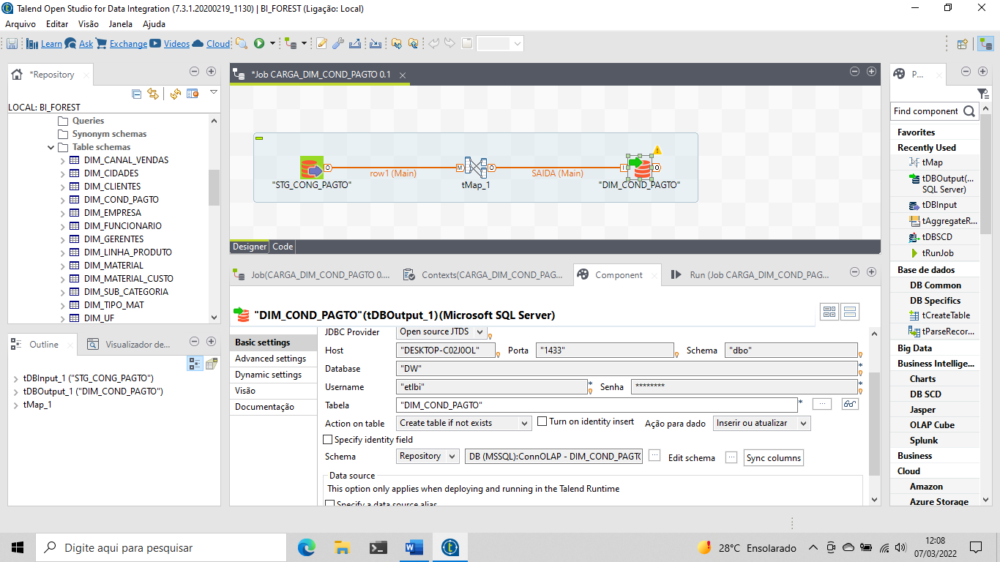 Talend Open Studio for Data Integration (7.3.1.20200219_1130) | BI_FOREST (Ligação: Local)
Arquivo Editar Visão Janela Ajuda
Learn Ask Exchange Videos Cloud
*Repository
LOCAL: BI_FOREST
Queries
Synonym schemas
Table schemas
DIM_CANAL_VENDAS
DIM_CIDADES
DIM_CLIENTES
DIM_COND_PAGTO
DIM_EMPRESA
DIM_FUNCIONARIO
DIM_GERENTES
DIM_LINHA_PRODUTO
DIM_MATERIAL
DIM_MATERIAL_CUSTO
DIM_SUB_CATEGORIA
DIM_TIPO_MAT
DIM_UF
Outline
Visualizador de...
tDBInput_1 ("STG_CONG_PAGTO")
tDBOutput_1 ("DIM_COND_PAGTO")
tMap_1
*Job CARGA_DIM_COND_PAGTO 0.1
row1 (Main)
SAIDA (Main)
"STG_CONG_PAGTO"
tMap_1
"DIM_COND_PAGTO"
Designer Code
Job(CARGA_DIM_COND_PAGTO 0....
Contexts(CARGA_DIM_COND_PAG...
Component
Run (Job CARGA_DIM_COND_PAG...
"DIM_COND_PAGTO"(tDBOutput_1)(Microsoft SQL Server)
Basic settings
Advanced settings
Dynamic settings
Visão
Documentação
JDBC Provider Open source JTDS
Host "DESKTOP-C02J0OL" Porta "1433" Schema "dbo"
Database "DW" *
Username "etlbi" * Senha ******** *
Tabela "DIM_COND_PAGTO" * ...
Action on table Create table if not exists Turn on identity insert Ação para dado Inserir ou atualizar
Specify identity field
Schema Repository DB (MSSQL):ConnOLAP - DIM_COND_PAGTO ... Edit schema ... Sync columns
Data source
This option only applies when deploying and running in the Talend Runtime
Specify a data source alias
P...
Find component
Favorites
Recently Used
tMap
tDBOutput(...
SQL Server)
tDBInput
tAggregateR...
tDBSCD
tRunJob
Base de dados
DB Common
DB Specifics
tCreateTable
tParseRecor...
Big Data
Business Intellige...
Charts
DB SCD
Jasper
OLAP Cube
Splunk
Business
Cloud
Amazon
Azure Storage
Digite aqui para pesquisar
28°C Ensolarado
12:08
07/03/2022